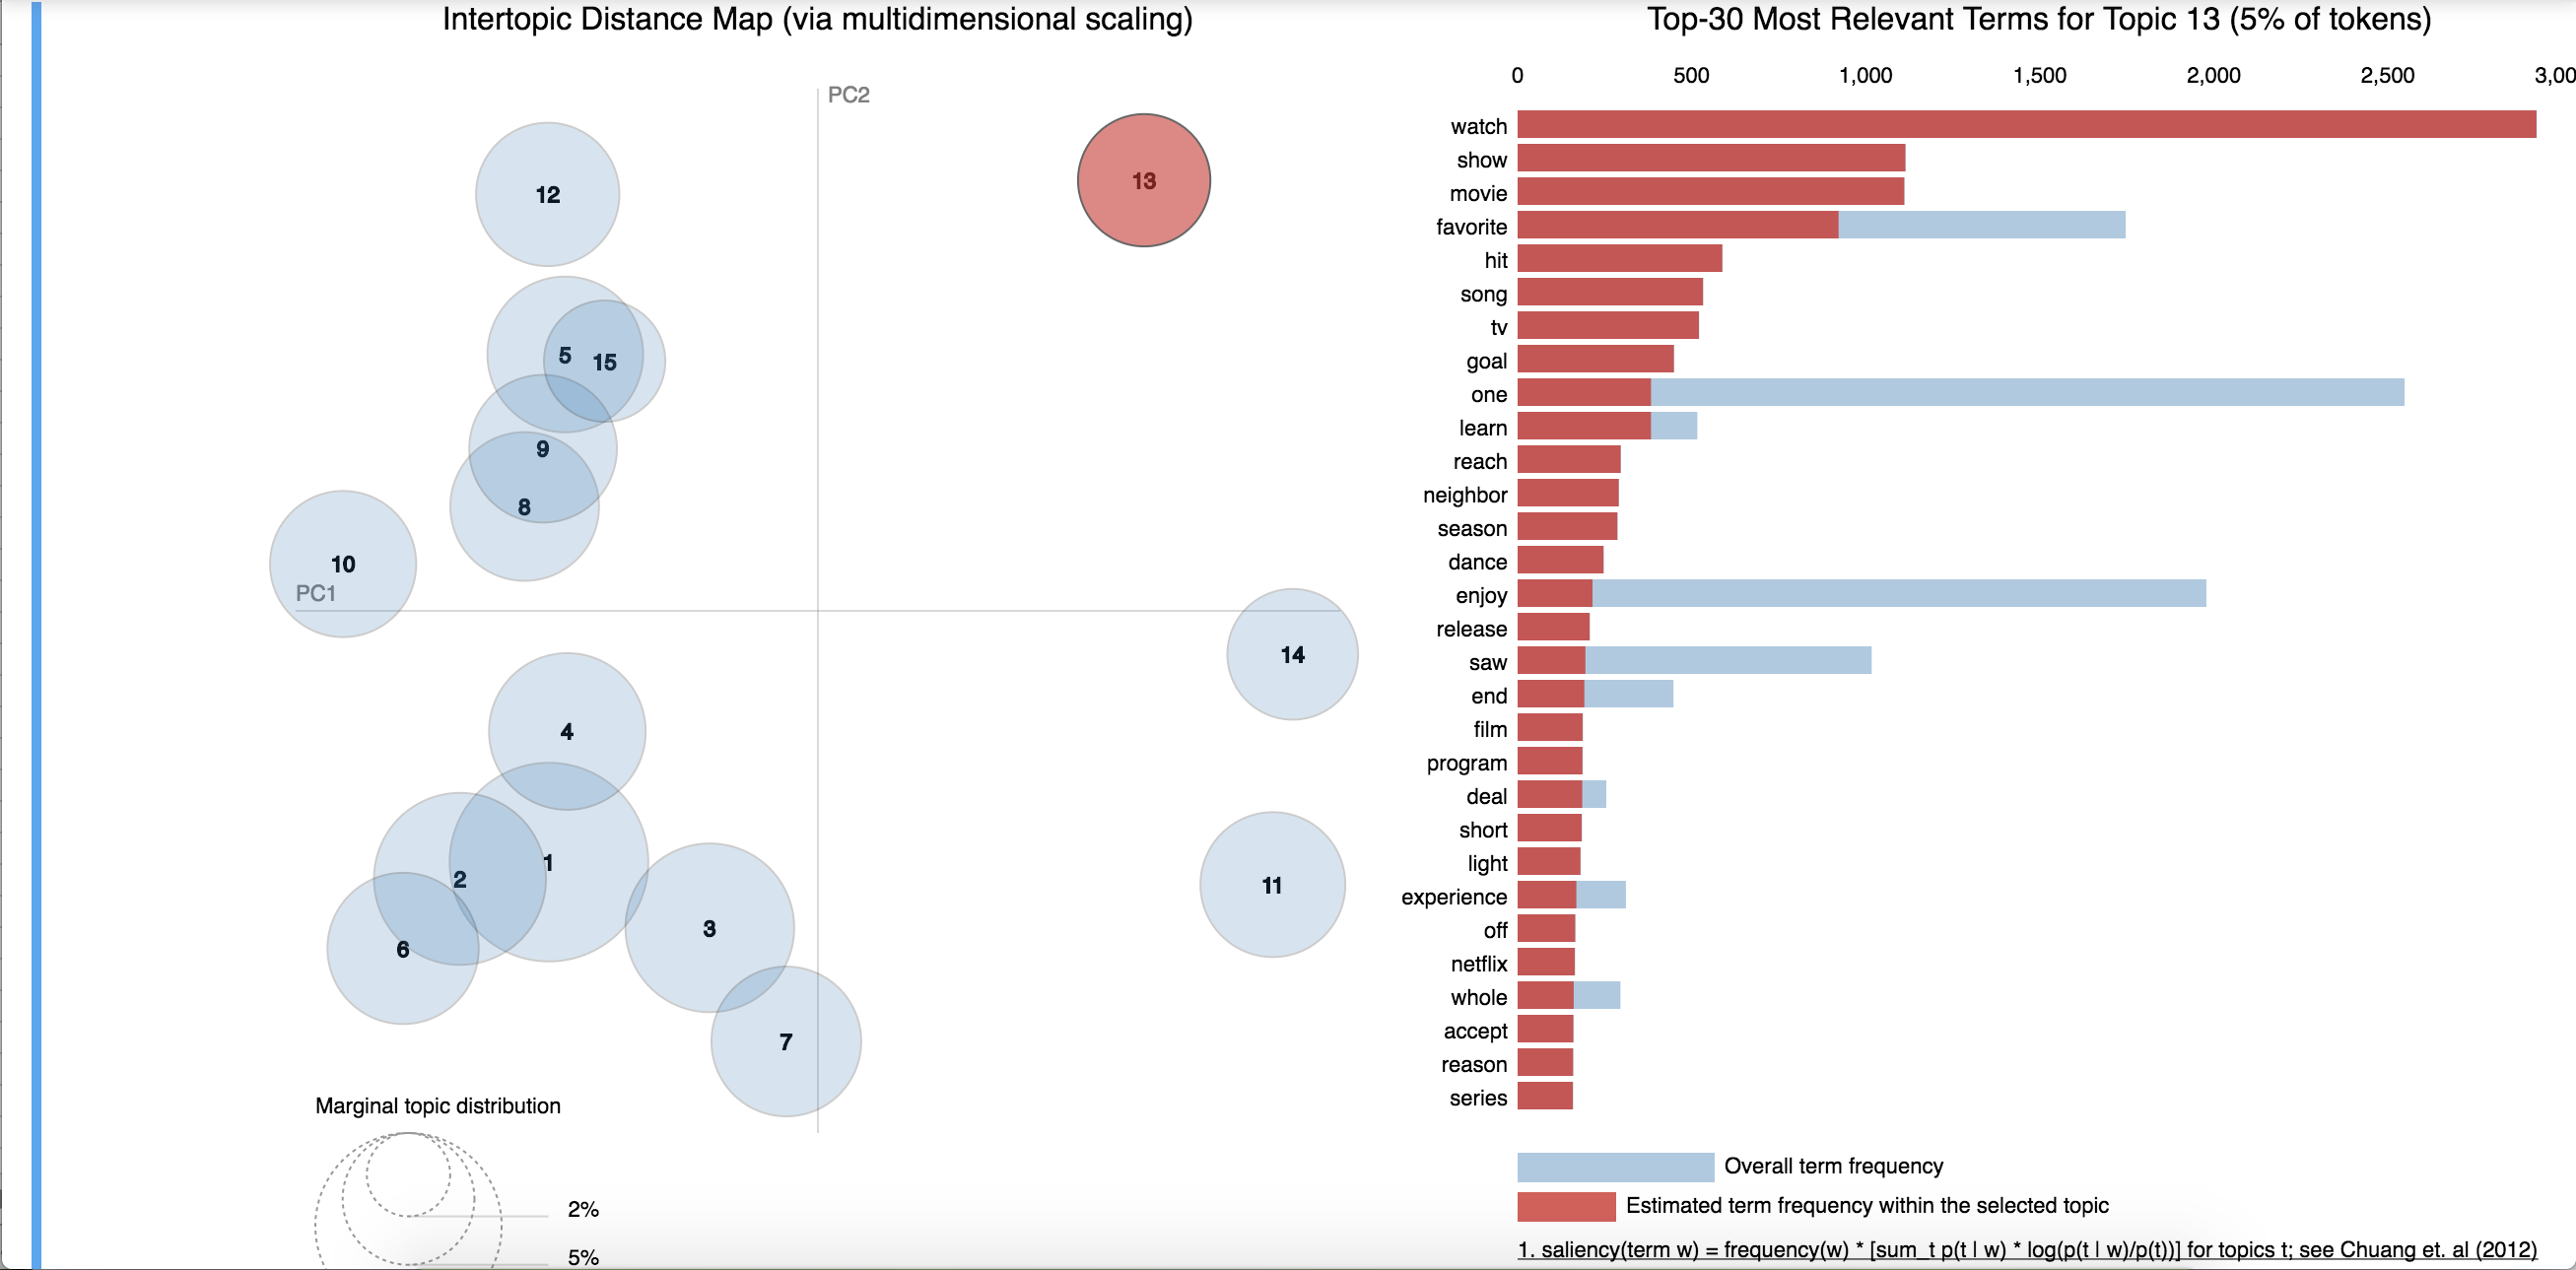 Intertopic Distance Map (via multidimensional scaling)
PC2
12
13
5
15
9
8
10
PC1
14
4
1
2
11
3
6
7
Marginal topic distribution
2%
5%
Top-30 Most Relevant Terms for Topic 13 (5% of tokens)
0 500 1,000 1,500 2,000 2,500 3,00
watch
show
movie
favorite
hit
song
tv
goal
one
learn
reach
neighbor
season
dance
enjoy
release
saw
end
film
program
deal
short
light
experience
off
netflix
whole
accept
reason
series
Overall term frequency
Estimated term frequency within the selected topic
1. saliency(term w) = frequency(w) * [sum_t p(t | w) * log(p(t | w)/p(t))] for topics t; see Chuang et. al (2012)